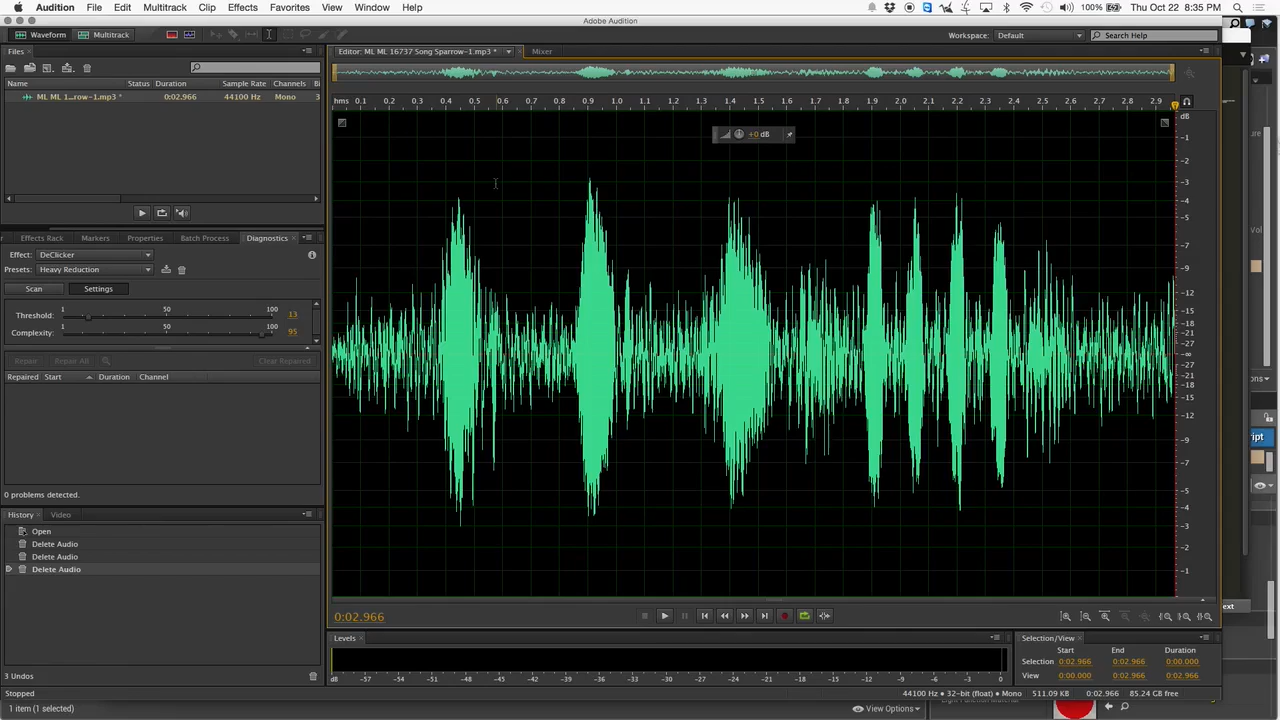 Audition File Edit Multitrack Clip Effects Favorites View Window Help 100% Thu Oct 22 8:35 PM
Adobe Audition
Waveform Multitrack Workspace: Default Search Help
Files Editor: ML ML 16737 Song Sparrow-1.mp3 * Mixer
Name Status Duration Sample Rate Channels
ML ML 1...row-1.mp3 * 0:02.966 44100 Hz Mono 3
hms 0.1 0.2 0.3 0.4 0.5 0.6 0.7 0.8 0.9 1.0 1.1 1.2 1.3 1.4 1.5 1.6 1.7 1.8 1.9 2.0 2.1 2.2 2.3 2.4 2.5 2.6 2.7 2.8 2.9
dB
+0 dB
-1
-2
-3
-4
-5
-7
-9
-12
-15
-18
-21
-27
-∞
-27
-21
-18
-15
-12
-9
-7
-5
-4
-3
-2
-1
Effects Rack Markers Properties Batch Process Diagnostics
Effect: DeClicker
Presets: Heavy Reduction
Scan Settings
1 50 100
Threshold: 13
1 50 100
Complexity: 95
Repair Repair All Clear Repaired
Repaired Start Duration Channel
0 problems detected.
History Video
Open
Delete Audio
Delete Audio
Delete Audio
3 Undos
0:02.966
Levels
dB -57 -54 -51 -48 -45 -42 -39 -36 -33 -30 -27 -24 -21 -18 -15 -12 -9 -6 -3 0
Selection/View
Start End Duration
Selection 0:02.966 0:02.966 0:00.000
View 0:00.000 0:02.966 0:02.966
Stopped 44100 Hz • 32-bit (float) • Mono 511.09 KB 0:02.966 85.24 GB free
1 item (1 selected) View Options